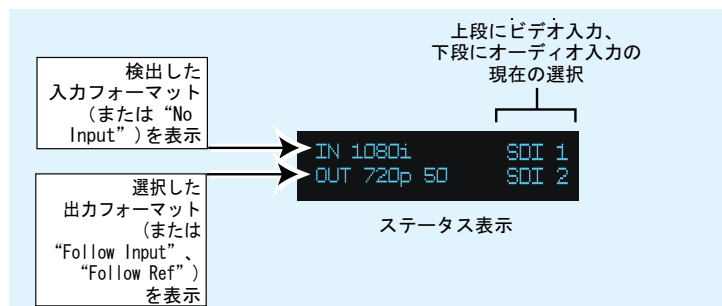 上段にビデオ入力、
下段にオーディオ入力の
現在の選択
検出した
入力フォーマット
(または “No
Input”)を表示
IN 1080i SDI 1
OUT 720p 50 SDI 2
選択した
出力フォーマット
(または
“Follow Input”、
“Follow Ref”)
を表示
ステータス表示